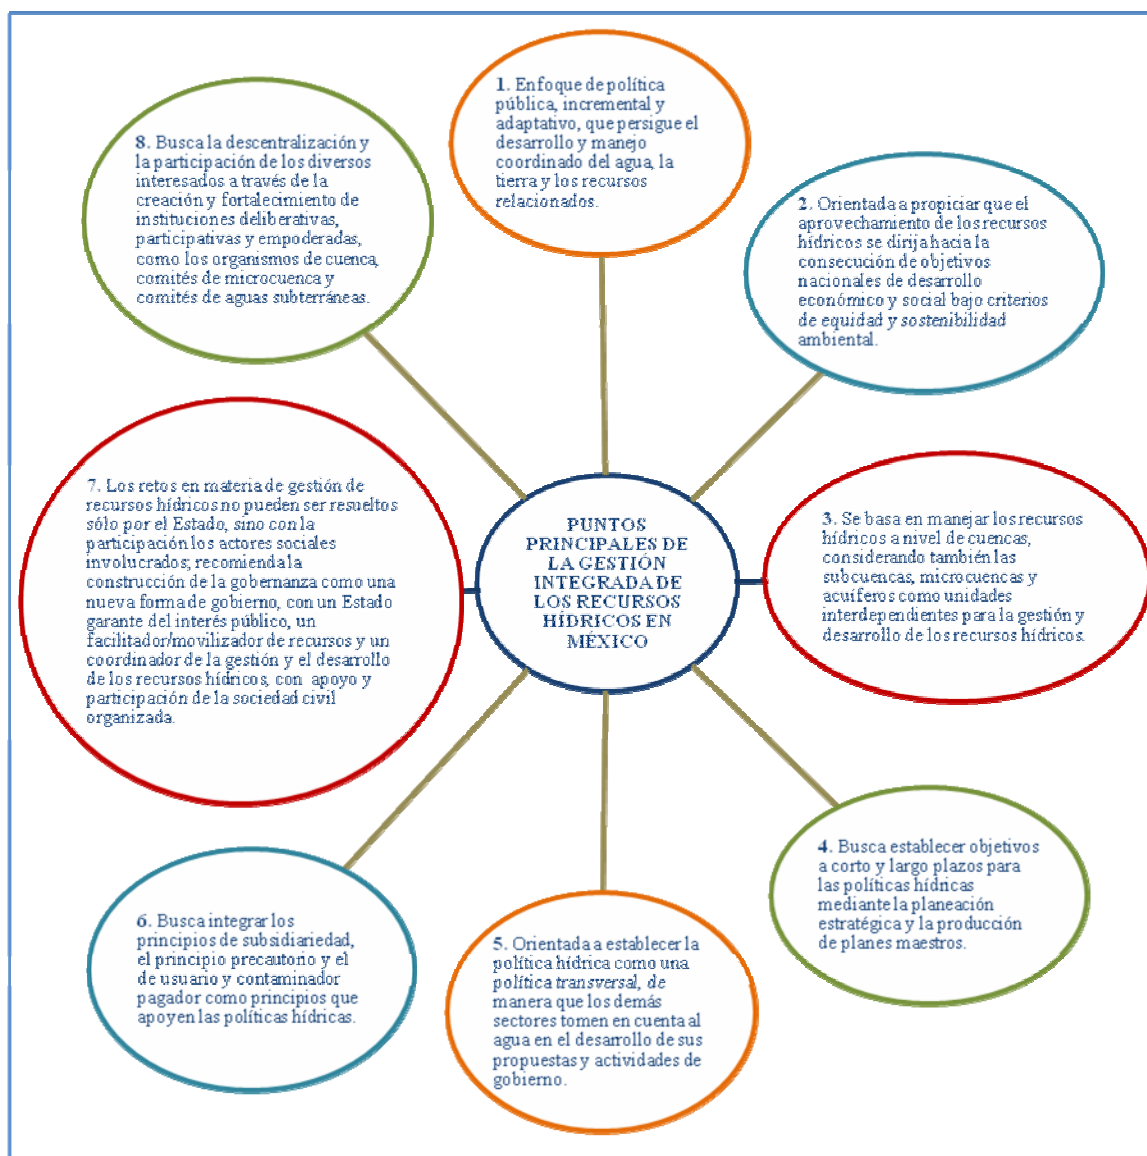 1. Enfoque de política
pública, incremental y
adaptativo, que persigue el
desarrollo y manejo
coordinado del agua, la
tierra y los recursos
relacionados.
2. Orientada a propiciar que el
aprovechamiento de los recursos
hídricos se dirija hacia la
consecución de objetivos
nacionales de desarrollo
económico y social bajo criterios
de equidad y sostenibilidad
ambiental.
3. Se basa en manejar los recursos
hídricos a nivel de cuencas,
considerando también las
subcuencas, microcuencas y
acuíferos como unidades
interdependientes para la gestión y
desarrollo de los recursos hídricos.
4. Busca establecer objetivos
a corto y largo plazos para
las políticas hídricas
mediante la planeación
estratégica y la producción
de planes maestros.
5. Orientada a establecer la
política hídrica como una
política transversal, de
manera que los demás
sectores tomen en cuenta al
agua en el desarrollo de sus
propuestas y actividades de
gobierno.
6. Busca integrar los
principios de subsidiariedad,
el principio precautorio y el
de usuario y contaminador
pagador como principios que
apoyen las políticas hídricas.
7. Los retos en materia de gestión de
recursos hídricos no pueden ser resueltos
sólo por el Estado, sino con la
participación los actores sociales
involucrados; recomienda la
construcción de la gobernanza como una
nueva forma de gobierno, con un Estado
garante del interés público, un
facilitador/movilizador de recursos y un
coordinador de la gestión y el desarrollo
de los recursos hídricos, con apoyo y
participación de la sociedad civil
organizada.
8. Busca la descentralización y
la participación de los diversos
interesados a través de la
creación y fortalecimiento de
instituciones deliberativas,
participativas y empoderadas,
como los organismos de cuenca,
comités de microcuenca y
comités de aguas subterráneas.
PUNTOS
PRINCIPALES DE
LA GESTIÓN
INTEGRADA DE
LOS RECURSOS
HÍDRICOS EN
MÉXICO